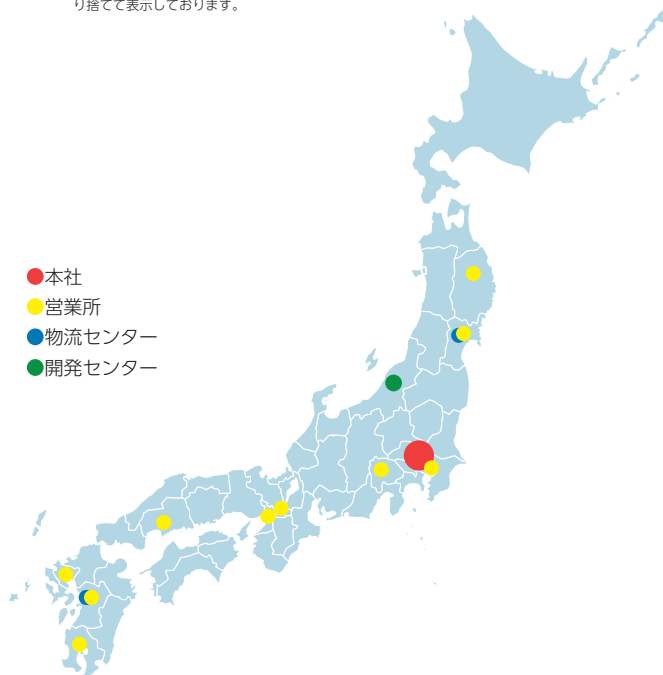 り捨てて表示しております。
本社
営業所
物流センター
開発センター